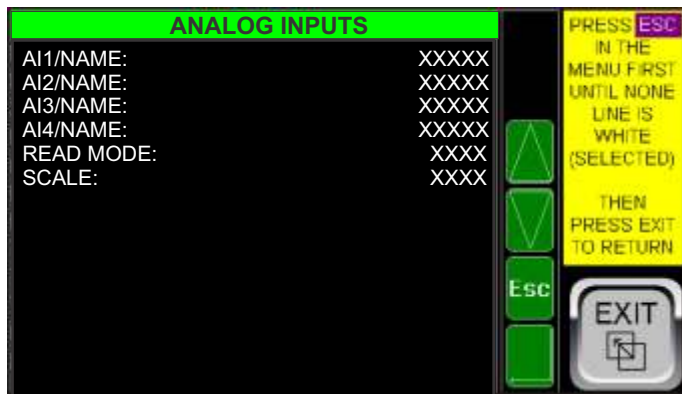 ANALOG INPUTS
AI1/NAME: XXXXX
AI2/NAME: XXXXX
AI3/NAME: XXXXX
AI4/NAME: XXXXX
READ MODE: XXXX
SCALE: XXXX
Esc
PRESS ESC
IN THE
MENU FIRST
UNTIL NONE
LINE IS
WHITE
(SELECTED)
THEN
PRESS EXIT
TO RETURN
EXIT